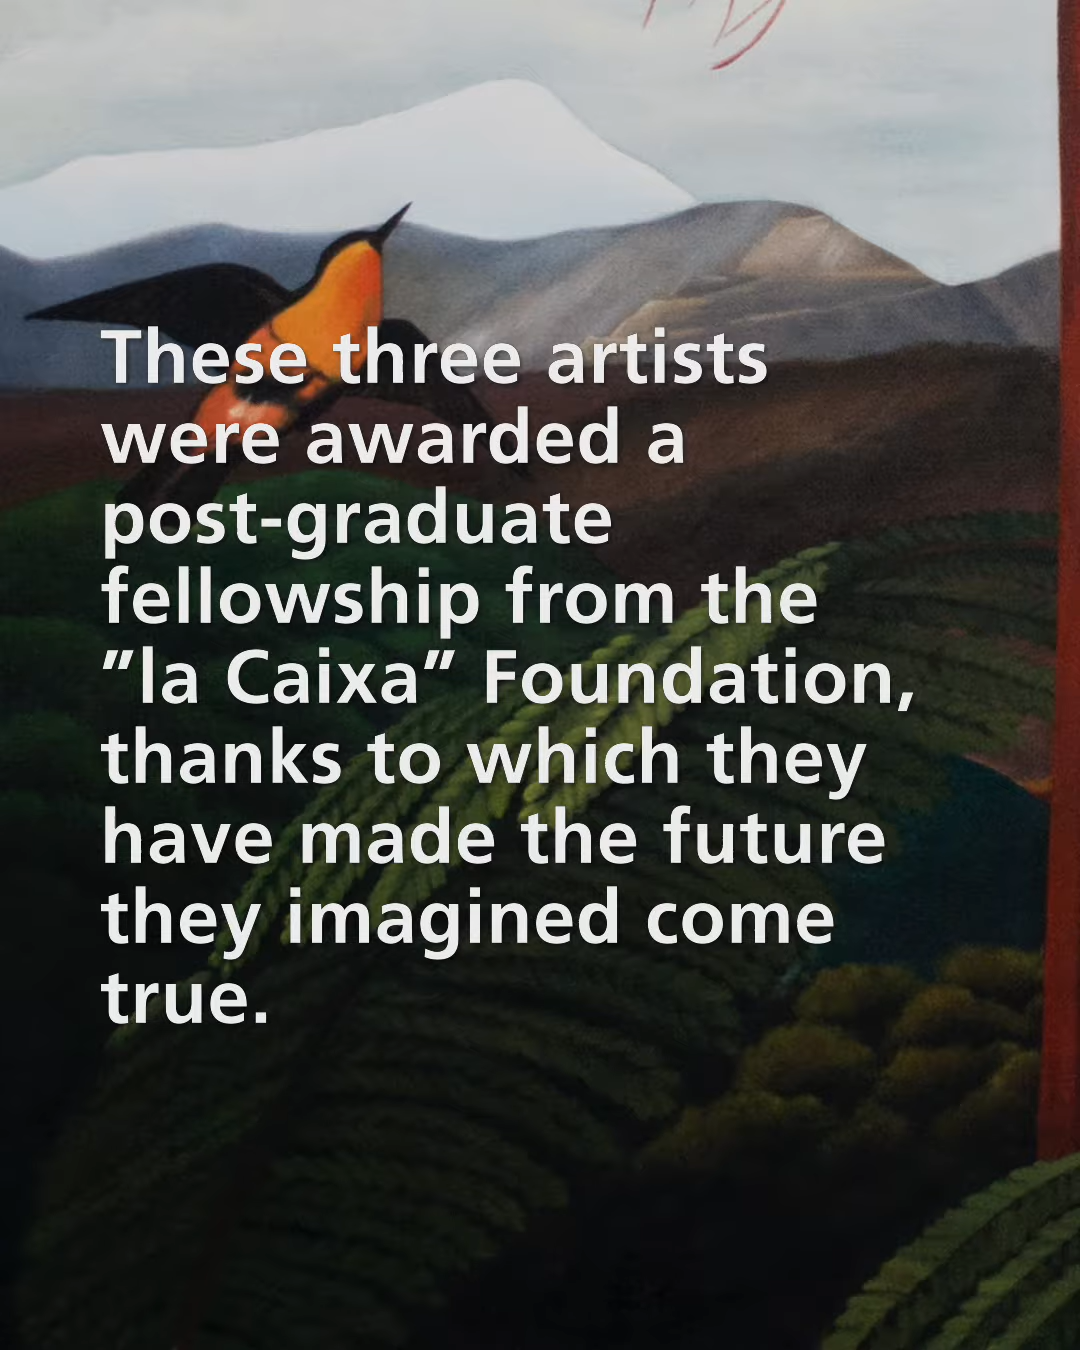 These three artists
were awarded a
post-graduate
fellowship from the
”la Caixa” Foundation,
thanks to which they
have made the future
they imagined come
true.